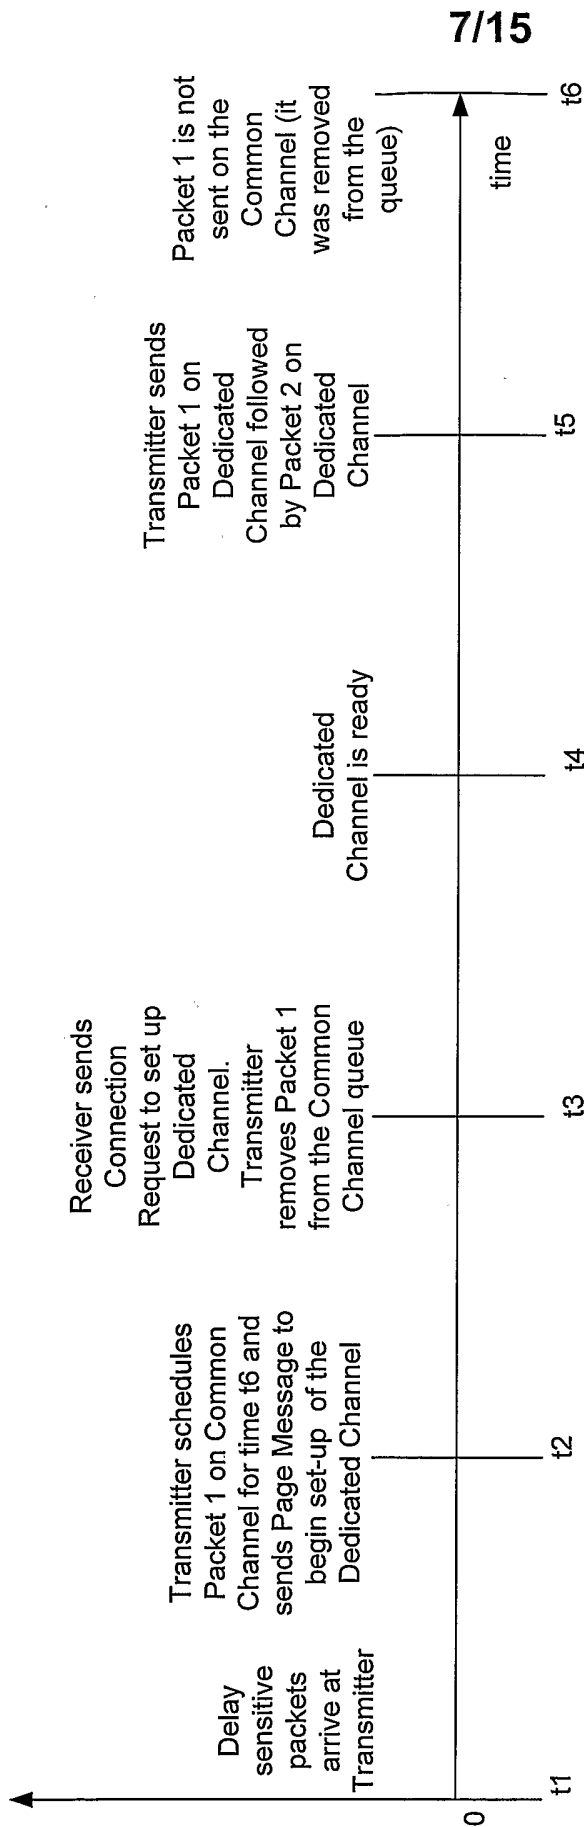 7/15
Delay
sensitive
packets
arrive at
Transmitter
Transmitter schedules
Packet 1 on Common
Channel for time t6 and
sends Page Message to
begin set-up of the
Dedicated Channel
Receiver sends
Connection
Request to set up
Dedicated
Channel.
Transmitter
removes Packet 1
from the Common
Channel queue
Dedicated
Channel is ready
Transmitter sends
Packet 1 on
Dedicated
Channel followed
by Packet 2 on
Dedicated
Channel
Packet 1 is not
sent on the
Common
Channel (it
was removed
from the
queue)
0
time
t1
t2
t3
t4
t5
t6